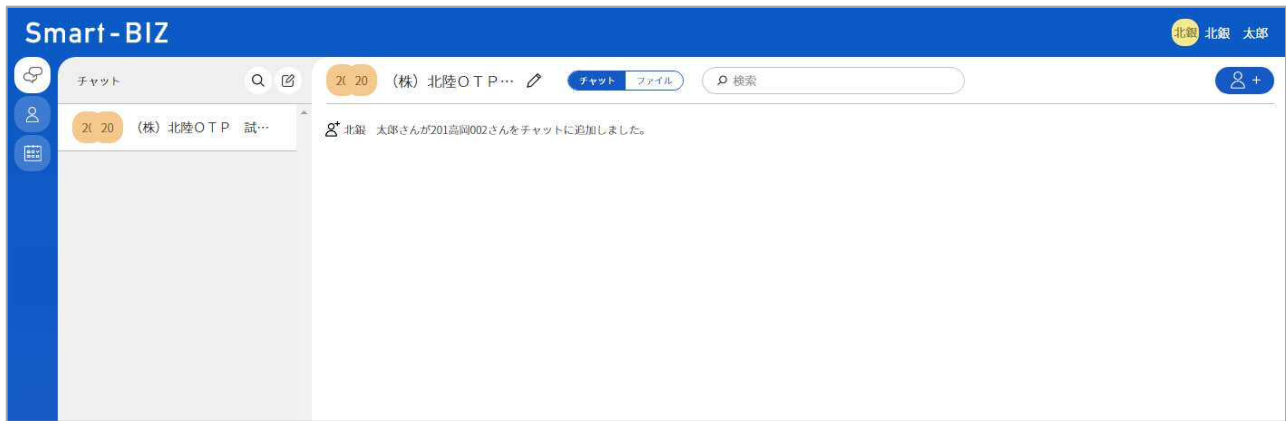 Smart-BIZ
北銀 北銀　太郎
チャット
20 20 （株）北陸ＯＴＰ　試…
20 20 （株）北陸ＯＴＰ… チャット ファイル 検索
北銀　太郎さんが201高岡002さんをチャットに追加しました。